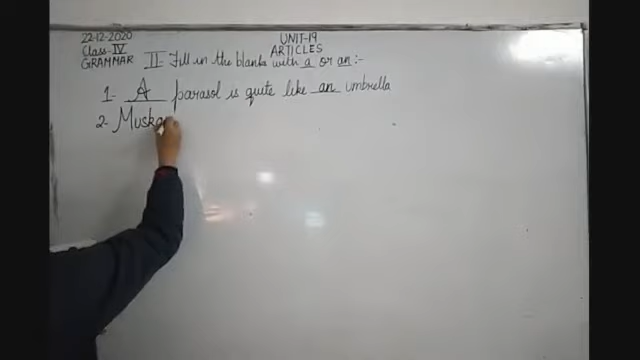 22-12-2020
Class-IV
GRAMMAR
UNIT-19
ARTICLES
II- Fill in the blanks with a or an:-
1- A parasol is quite like an umbrella
2- Muska